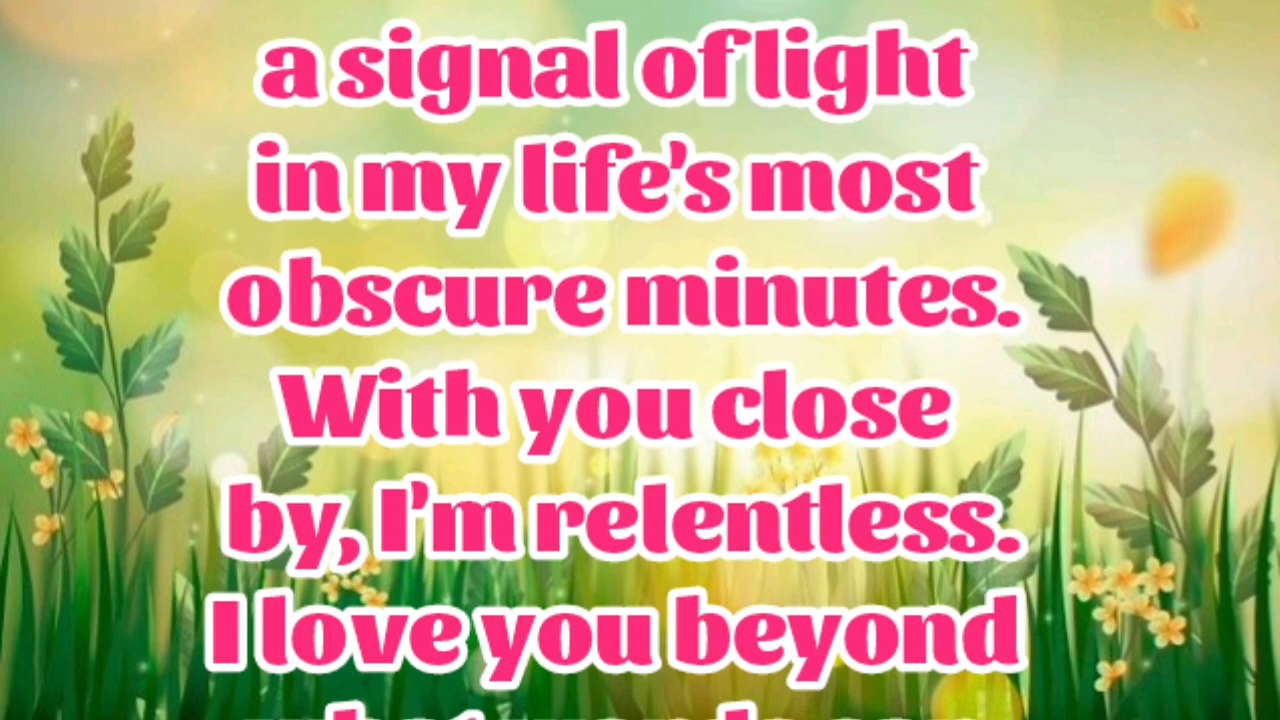 a signal of light
in my life's most
obscure minutes.
With you close
by, I'm relentless.
I love you beyond